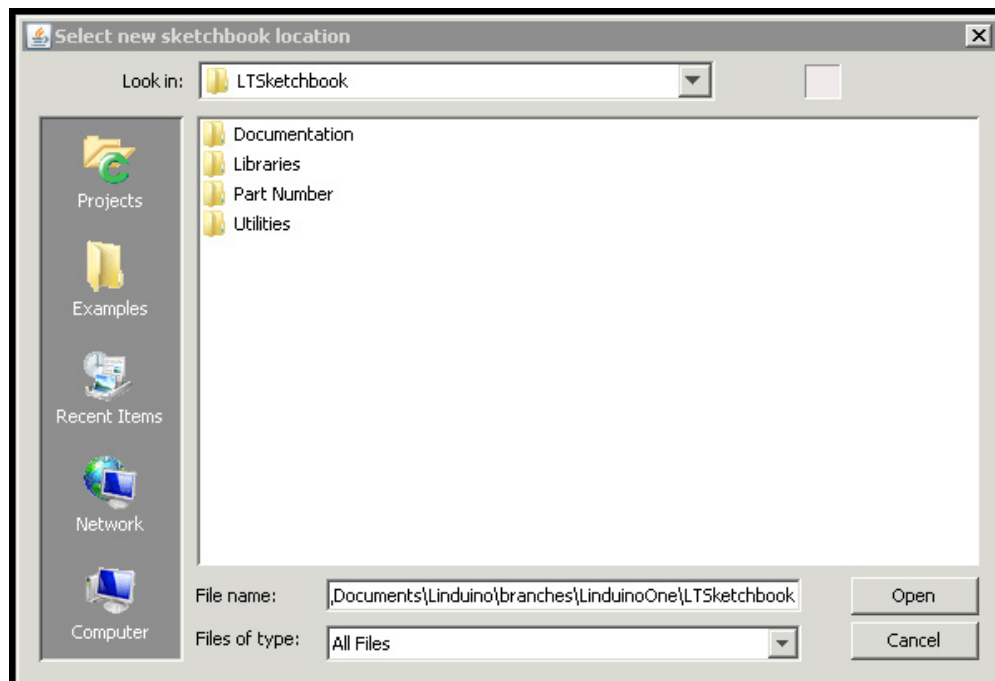 Select new sketchbook location
Look in:
LTSketchbook
Projects
Examples
Recent Items
Network
Computer
Documentation
Libraries
Part Number
Utilities
File name:
,Documents\Linduino\branches\LinduinoOne\LTSketchbook
Open
Files of type:
All Files
Cancel